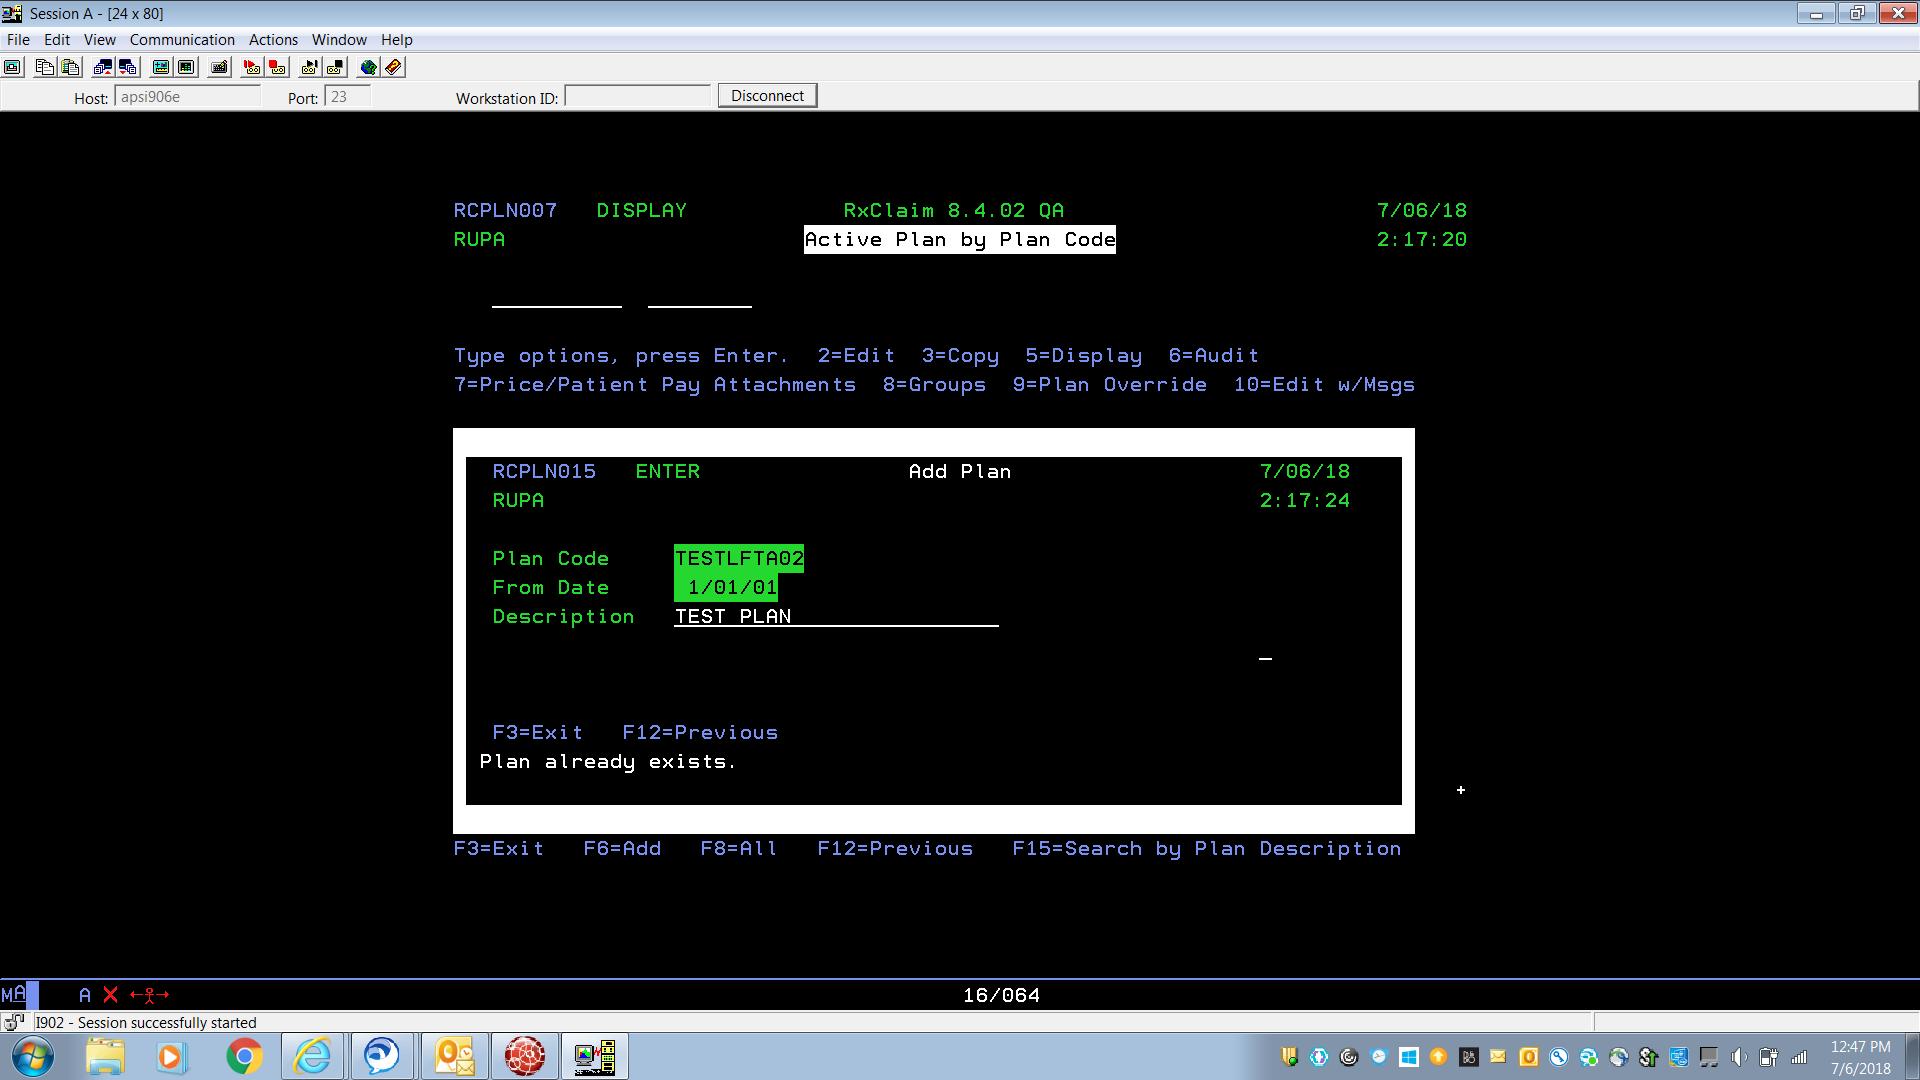 Session A - [24 x 80]
File Edit View Communication Actions Window Help
Host: apsi906e Port: 23 Workstation ID: Disconnect
RCPLN007 DISPLAY RxClaim 8.4.02 QA 7/06/18
RUPA Active Plan by Plan Code 2:17:20
Type options, press Enter. 2=Edit 3=Copy 5=Display 6=Audit
7=Price/Patient Pay Attachments 8=Groups 9=Plan Override 10=Edit w/Msgs
RCPLN015 ENTER Add Plan 7/06/18
RUPA 2:17:24
Plan Code TESTLFTA02
From Date 1/01/01
Description TEST PLAN
F3=Exit F12=Previous
Plan already exists.
+
F3=Exit F6=Add F8=All F12=Previous F15=Search by Plan Description
MA A 16/064
I902 - Session successfully started
12:47 PM
7/6/2018